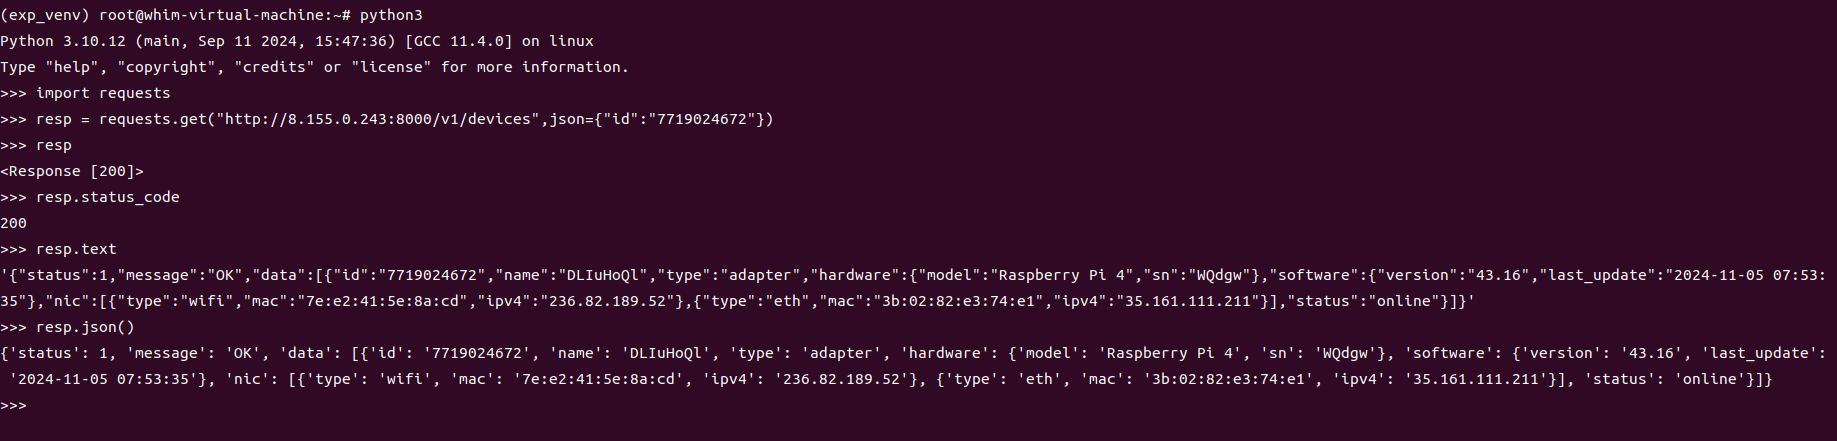 (exp_venv) root@whim-virtual-machine:~# python3
Python 3.10.12 (main, Sep 11 2024, 15:47:36) [GCC 11.4.0] on linux
Type "help", "copyright", "credits" or "license" for more information.
>>> import requests
>>> resp = requests.get("http://8.155.0.243:8000/v1/devices",json={"id":"7719024672"})
>>> resp
<Response [200]>
>>> resp.status_code
200
>>> resp.text
'{"status":1,"message":"OK","data":[{"id":"7719024672","name":"DLIuHoQl","type":"adapter","hardware":{"model":"Raspberry Pi 4","sn":"WQdgw"},"software":{"version":"43.16","last_update":"2024-11-05 07:53:
35"},"nic":[{"type":"wifi","mac":"7e:e2:41:5e:8a:cd","ipv4":"236.82.189.52"},{"type":"eth","mac":"3b:02:82:e3:74:e1","ipv4":"35.161.111.211"}],"status":"online"}]}'
>>> resp.json()
{'status': 1, 'message': 'OK', 'data': [{'id': '7719024672', 'name': 'DLIuHoQl', 'type': 'adapter', 'hardware': {'model': 'Raspberry Pi 4', 'sn': 'WQdgw'}, 'software': {'version': '43.16', 'last_update':
 '2024-11-05 07:53:35'}, 'nic': [{'type': 'wifi', 'mac': '7e:e2:41:5e:8a:cd', 'ipv4': '236.82.189.52'}, {'type': 'eth', 'mac': '3b:02:82:e3:74:e1', 'ipv4': '35.161.111.211'}], 'status': 'online'}]}
>>>